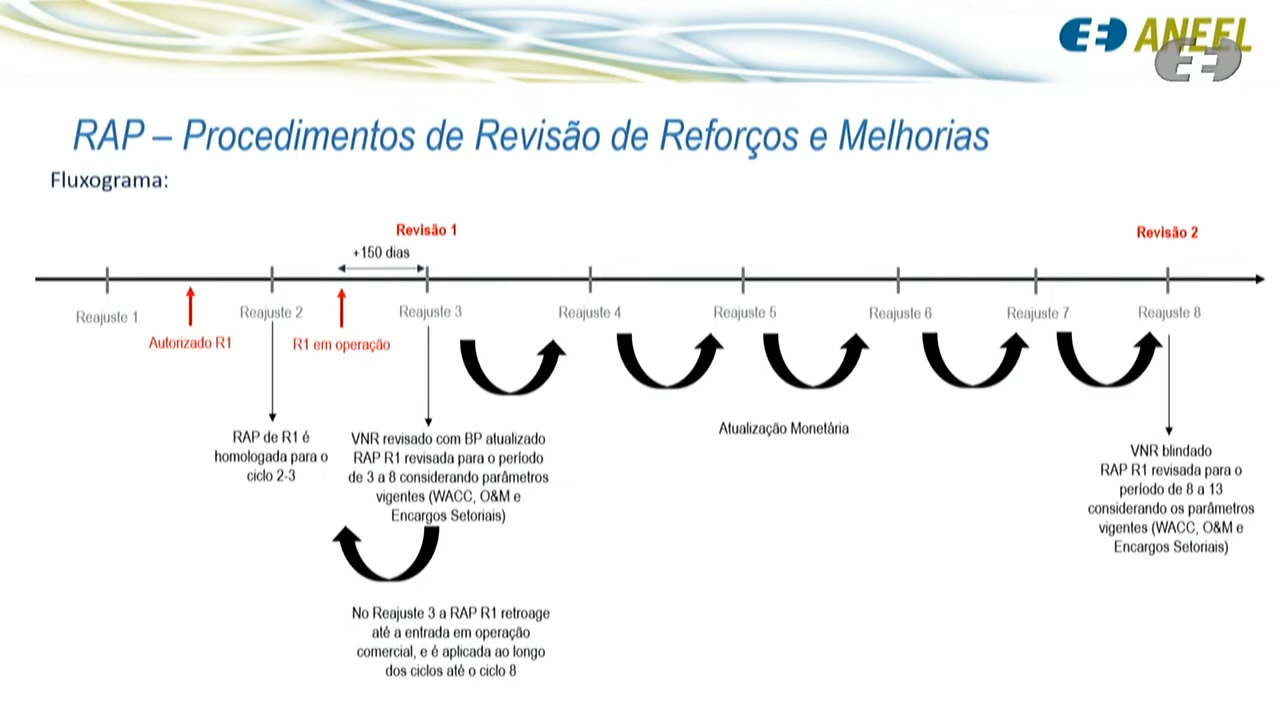 ANEEL
RAP – Procedimentos de Revisão de Reforços e Melhorias
Fluxograma:
Revisão 1
Revisão 2
+150 dias
Reajuste 1
Reajuste 2
Reajuste 3
Reajuste 4
Reajuste 5
Reajuste 6
Reajuste 7
Reajuste 8
Autorizado R1
R1 em operação
RAP de R1 é
homologada para o
ciclo 2-3
VNR revisado com BP atualizado
RAP R1 revisada para o período
de 3 a 8 considerando parâmetros
vigentes (WACC, O&M e
Encargos Setoriais)
Atualização Monetária
VNR blindado
RAP R1 revisada para o
período de 8 a 13
considerando os parâmetros
vigentes (WACC, O&M e
Encargos Setoriais)
No Reajuste 3 a RAP R1 retroage
até a entrada em operação
comercial, e é aplicada ao longo
dos ciclos até o ciclo 8